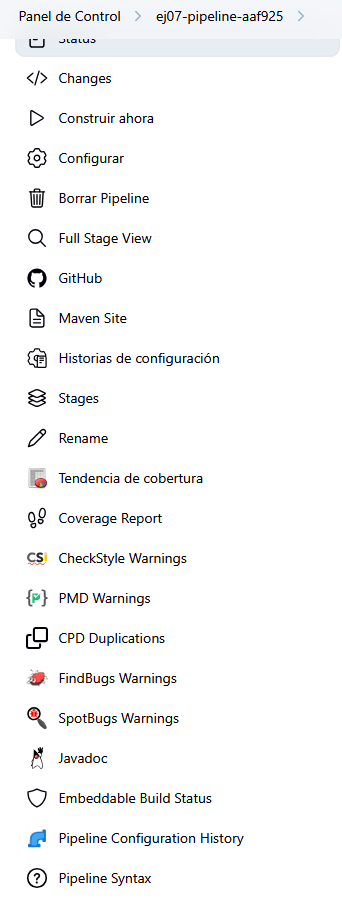 Panel de Control
ej07-pipeline-aaf925
Status
Changes
Construir ahora
Configurar
Borrar Pipeline
Full Stage View
GitHub
Maven Site
Historias de configuración
Stages
Rename
Tendencia de cobertura
Coverage Report
CheckStyle Warnings
PMD Warnings
CPD Duplications
FindBugs Warnings
SpotBugs Warnings
Javadoc
Embeddable Build Status
Pipeline Configuration History
Pipeline Syntax